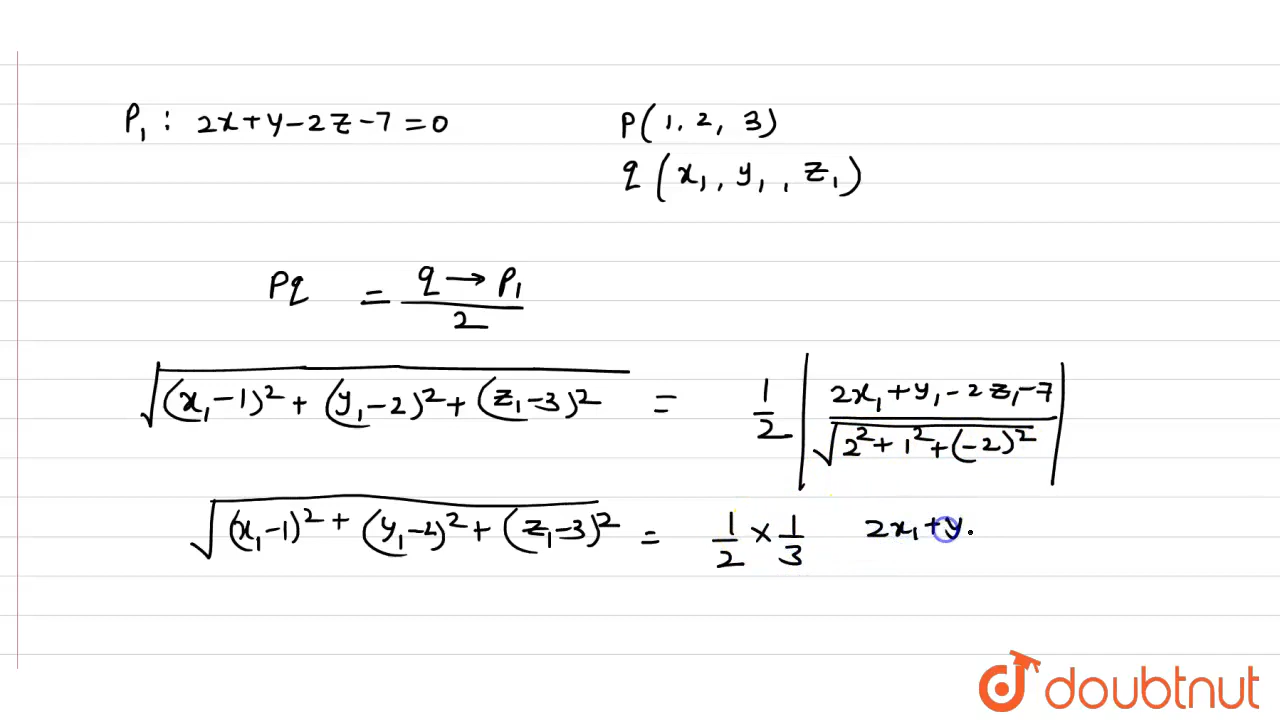 P₁ : 2x+y-2z-7=0
P(1, 2, 3)
q(x₁, y₁, z₁)
Pq = (q → P₁)/2
√((x₁-1)²+(y₁-2)²+(z₁-3)²) = 1/2 |(2x₁+y₁-2z₁-7)/√(2²+1²+(-2)²)|
√((x₁-1)²+(y₁-2)²+(z₁-3)²) = 1/2 × 1/3 2x₁+y.
doubtnut